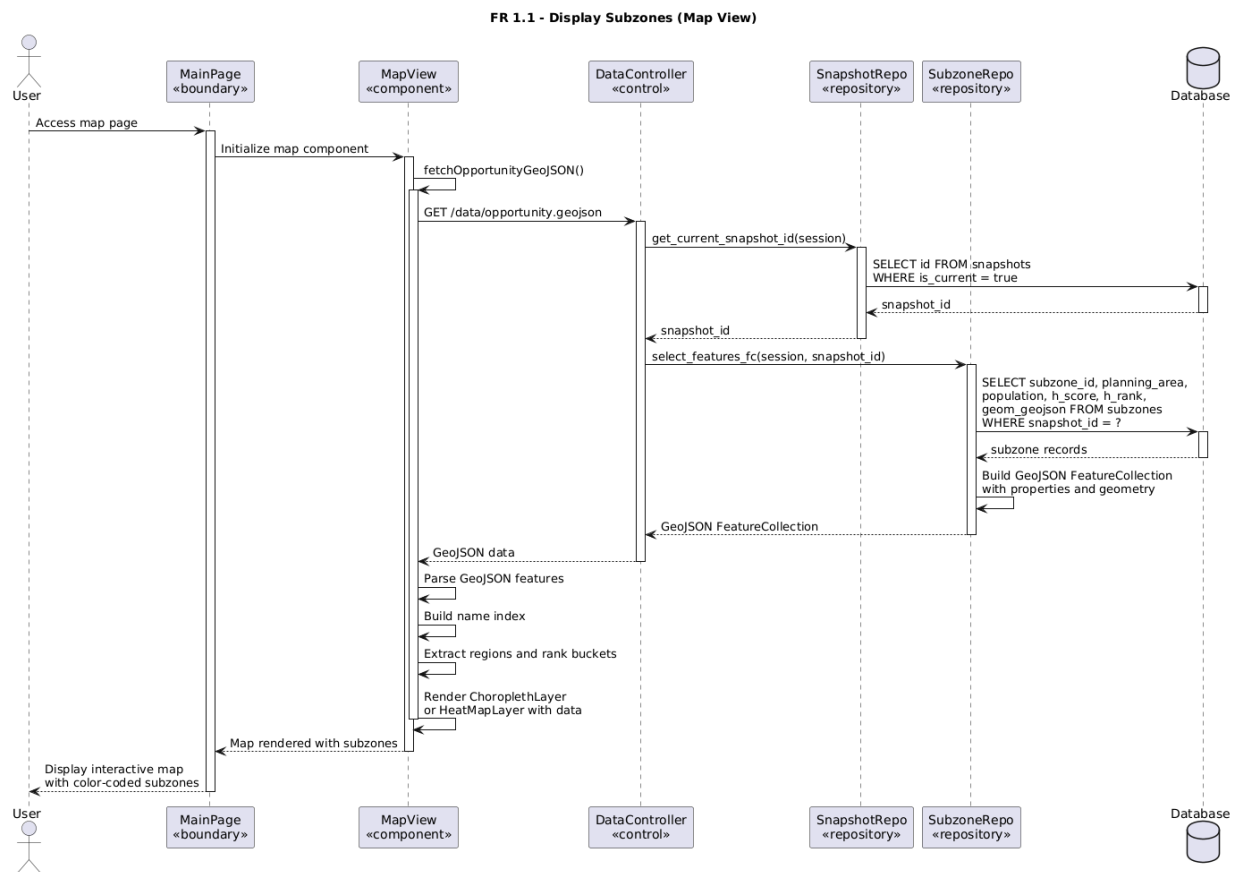 FR 1.1 - Display Subzones (Map View)
User
MainPage
«boundary»
MapView
«component»
DataController
«control»
SnapshotRepo
«repository»
SubzoneRepo
«repository»
Database
Access map page
Initialize map component
fetchOpportunityGeoJSON()
GET /data/opportunity.geojson
get_current_snapshot_id(session)
SELECT id FROM snapshots
WHERE is_current = true
snapshot_id
snapshot_id
select_features_fc(session, snapshot_id)
SELECT subzone_id, planning_area,
population, h_score, h_rank,
geom_geojson FROM subzones
WHERE snapshot_id = ?
subzone records
Build GeoJSON FeatureCollection
with properties and geometry
GeoJSON FeatureCollection
GeoJSON data
Parse GeoJSON features
Build name index
Extract regions and rank buckets
Render ChoroplethLayer
or HeatMapLayer with data
Map rendered with subzones
Display interactive map
with color-coded subzones
User
MainPage
«boundary»
MapView
«component»
DataController
«control»
SnapshotRepo
«repository»
SubzoneRepo
«repository»
Database